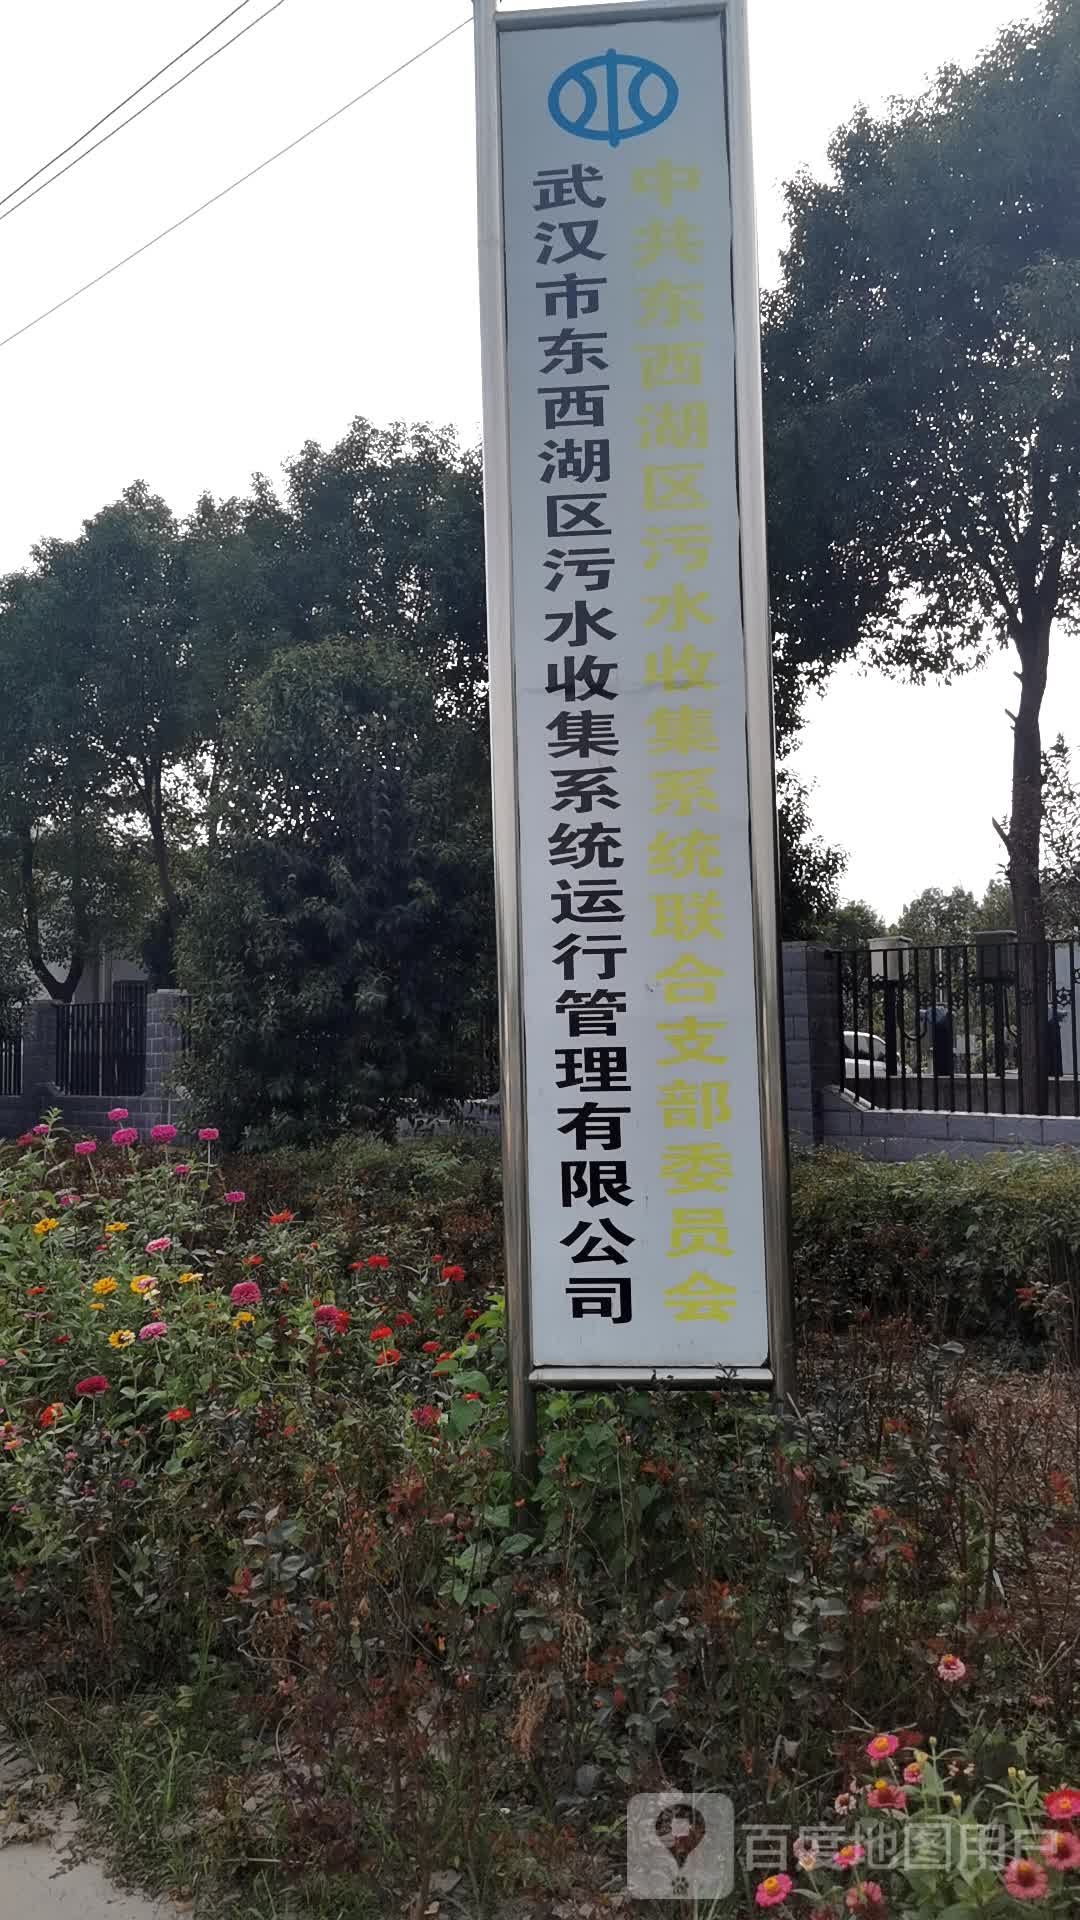 中共东西湖区污水收集系统联合支部委员会
武汉市东西湖区污水收集系统运行管理有限公司
百度地图用户